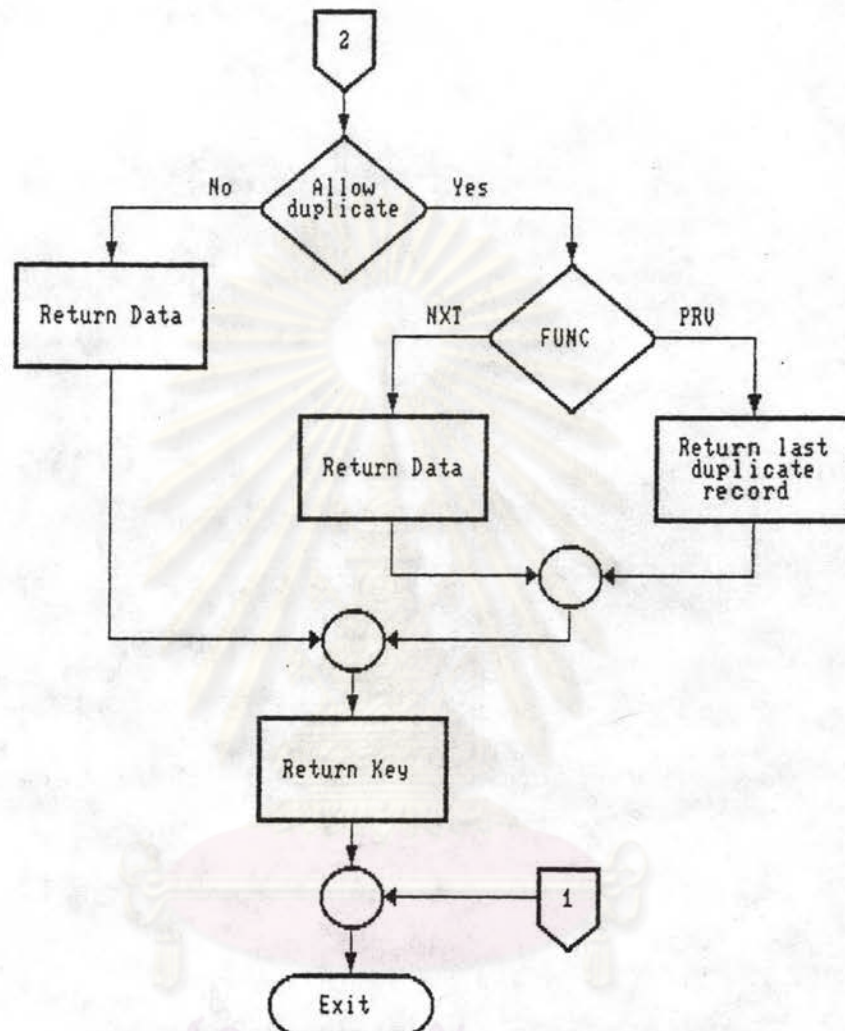 2
Allow
duplicate
No
Yes
Return Data
FUNC
NXT
PRV
Return Data
Return last
duplicate
record
Return Key
1
Exit